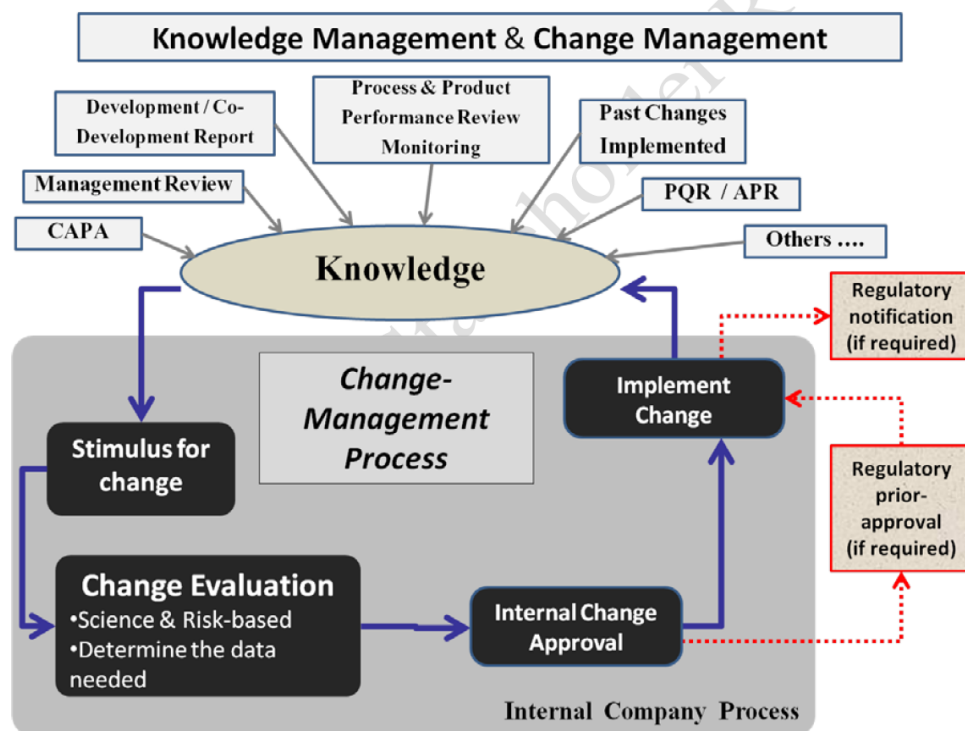 Knowledge Management & Change Management
Process & Product
Performance Review
Monitoring
Development / Co-
Development Report
Past Changes
Implemented
Management Review
PQR / APR
CAPA
Others ....
Knowledge
Regulatory
notification
(if required)
Change-
Management
Process
Implement
Change
Stimulus for
change
Regulatory
prior-
approval
(if required)
Change Evaluation
•Science & Risk-based
•Determine the data
needed
Internal Change
Approval
Internal Company Process